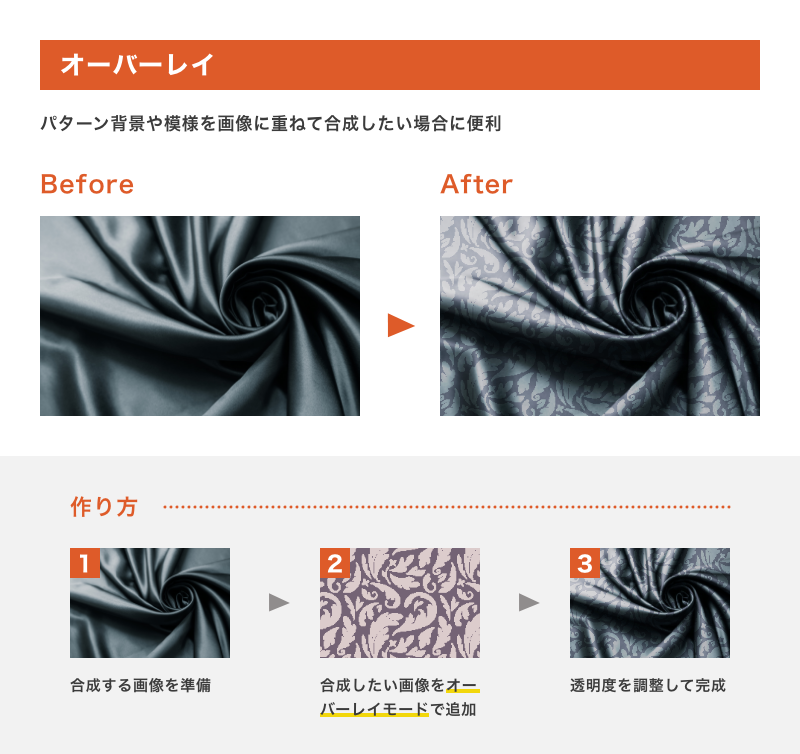 オーバーレイ
パターン背景や模様を画像に重ねて合成したい場合に便利
Before
After
作り方
1
2
3
合成する画像を準備
合成したい画像をオー
バーレイモードで追加
透明度を調整して完成